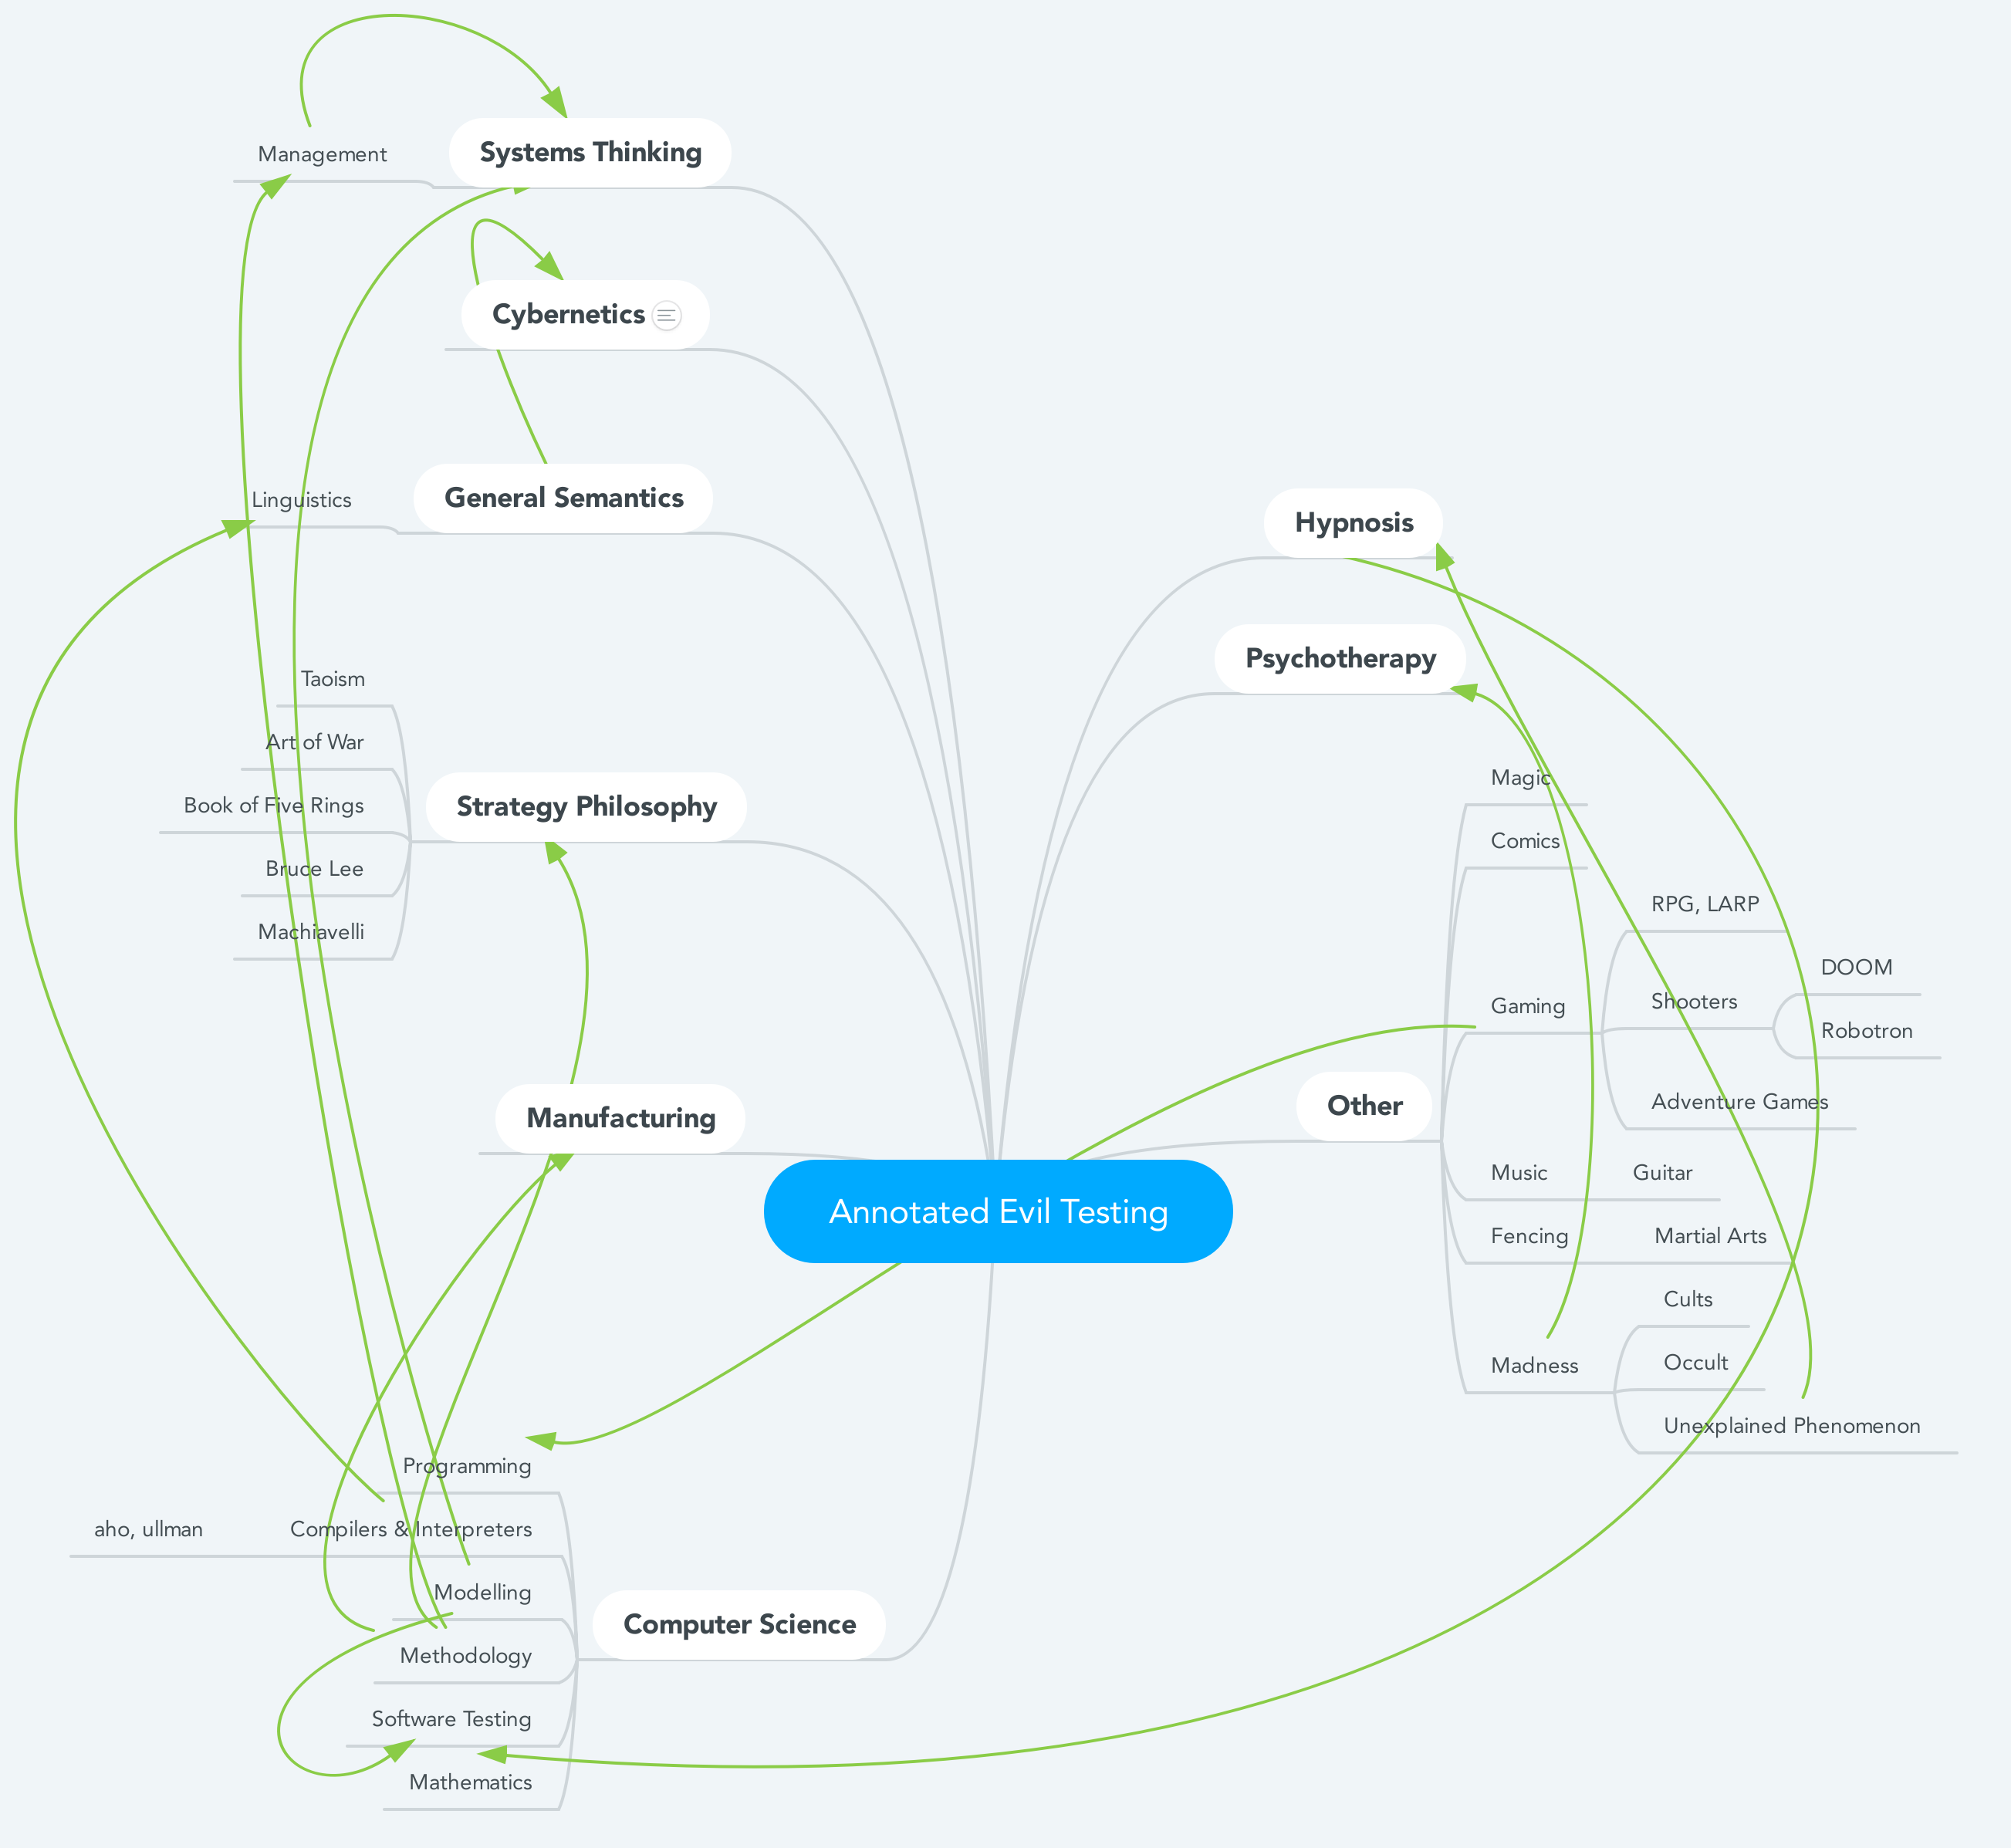 Management
Systems Thinking
Cybernetics
Linguistics
General Semantics
Taoism
Art of War
Book of Five Rings
Bruce Lee
Machiavelli
Strategy Philosophy
Manufacturing
Annotated Evil Testing
Programming
aho, ullman
Compilers & Interpreters
Modelling
Methodology
Software Testing
Mathematics
Computer Science
Hypnosis
Psychotherapy
Other
Magic
Comics
Gaming
RPG, LARP
Shooters
DOOM
Robotron
Adventure Games
Music
Guitar
Fencing
Martial Arts
Madness
Cults
Occult
Unexplained Phenomenon